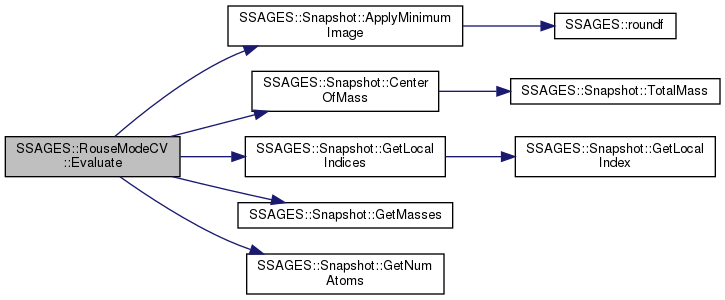 SSAGES::Snapshot::ApplyMinimum
Image
SSAGES::roundf
SSAGES::Snapshot::Center
OfMass
SSAGES::Snapshot::TotalMass
SSAGES::RouseModeCV
::Evaluate
SSAGES::Snapshot::GetLocal
Indices
SSAGES::Snapshot::GetLocal
Index
SSAGES::Snapshot::GetMasses
SSAGES::Snapshot::GetNum
Atoms